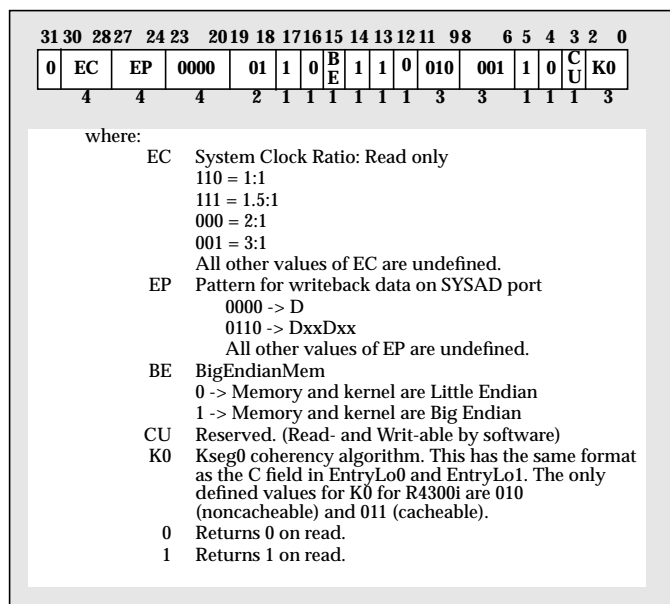 31 30 28 27 24 23 20 19 18 17 16 15 14 13 12 11 9 8 6 5 4 3 2 0
0 EC EP 0000 01 1 0 BE 1 1 0 010 001 1 0 CU K0
4 4 4 2 1 1 1 1 1 1 3 3 1 1 1 3
where:
EC System Clock Ratio: Read only
110 = 1:1
111 = 1.5:1
000 = 2:1
001 = 3:1
All other values of EC are undefined.
EP Pattern for writeback data on SYSAD port
0000 -> D
0110 -> DxxDxx
All other values of EP are undefined.
BE BigEndianMem
0 -> Memory and kernel are Little Endian
1 -> Memory and kernel are Big Endian
CU Reserved. (Read- and Writ-able by software)
K0 Kseg0 coherency algorithm. This has the same format
as the C field in EntryLo0 and EntryLo1. The only
defined values for K0 for R4300i are 010
(noncacheable) and 011 (cacheable).
0 Returns 0 on read.
1 Returns 1 on read.